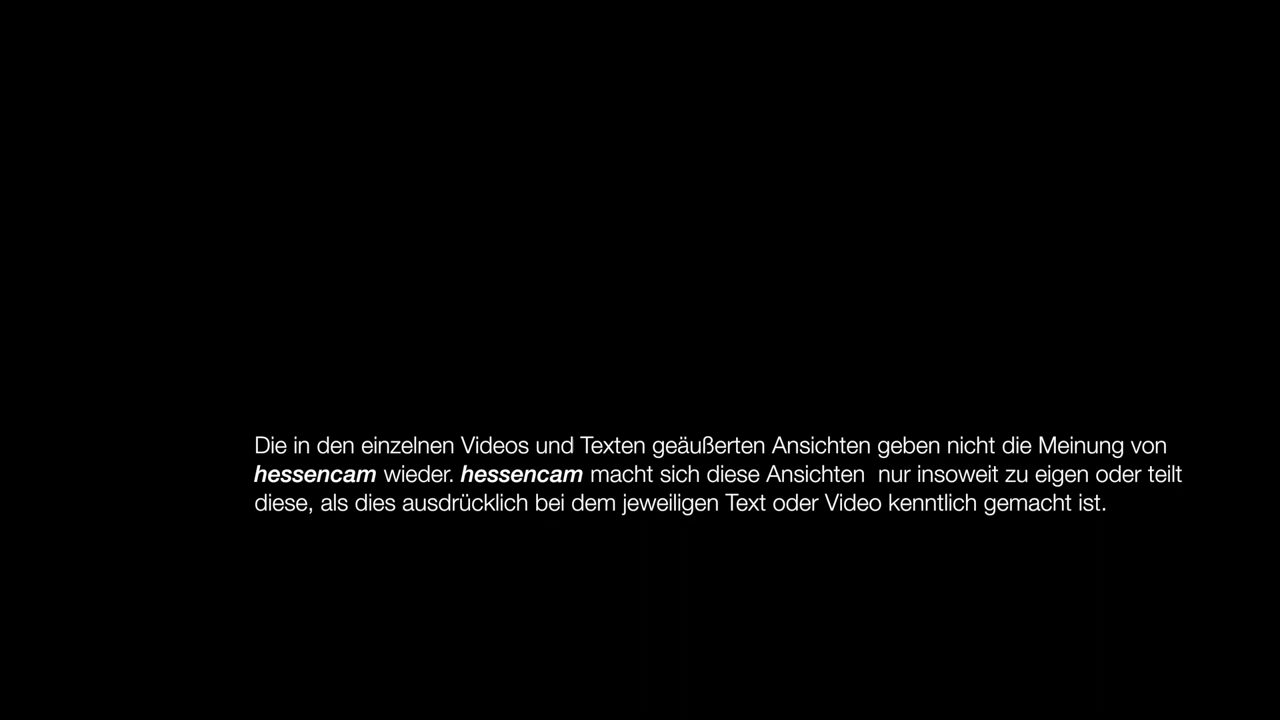 Die in den einzelnen Videos und Texten geäußerten Ansichten geben nicht die Meinung von
hessencam wieder. hessencam macht sich diese Ansichten  nur insoweit zu eigen oder teilt
diese, als dies ausdrücklich bei dem jeweiligen Text oder Video kenntlich gemacht ist.